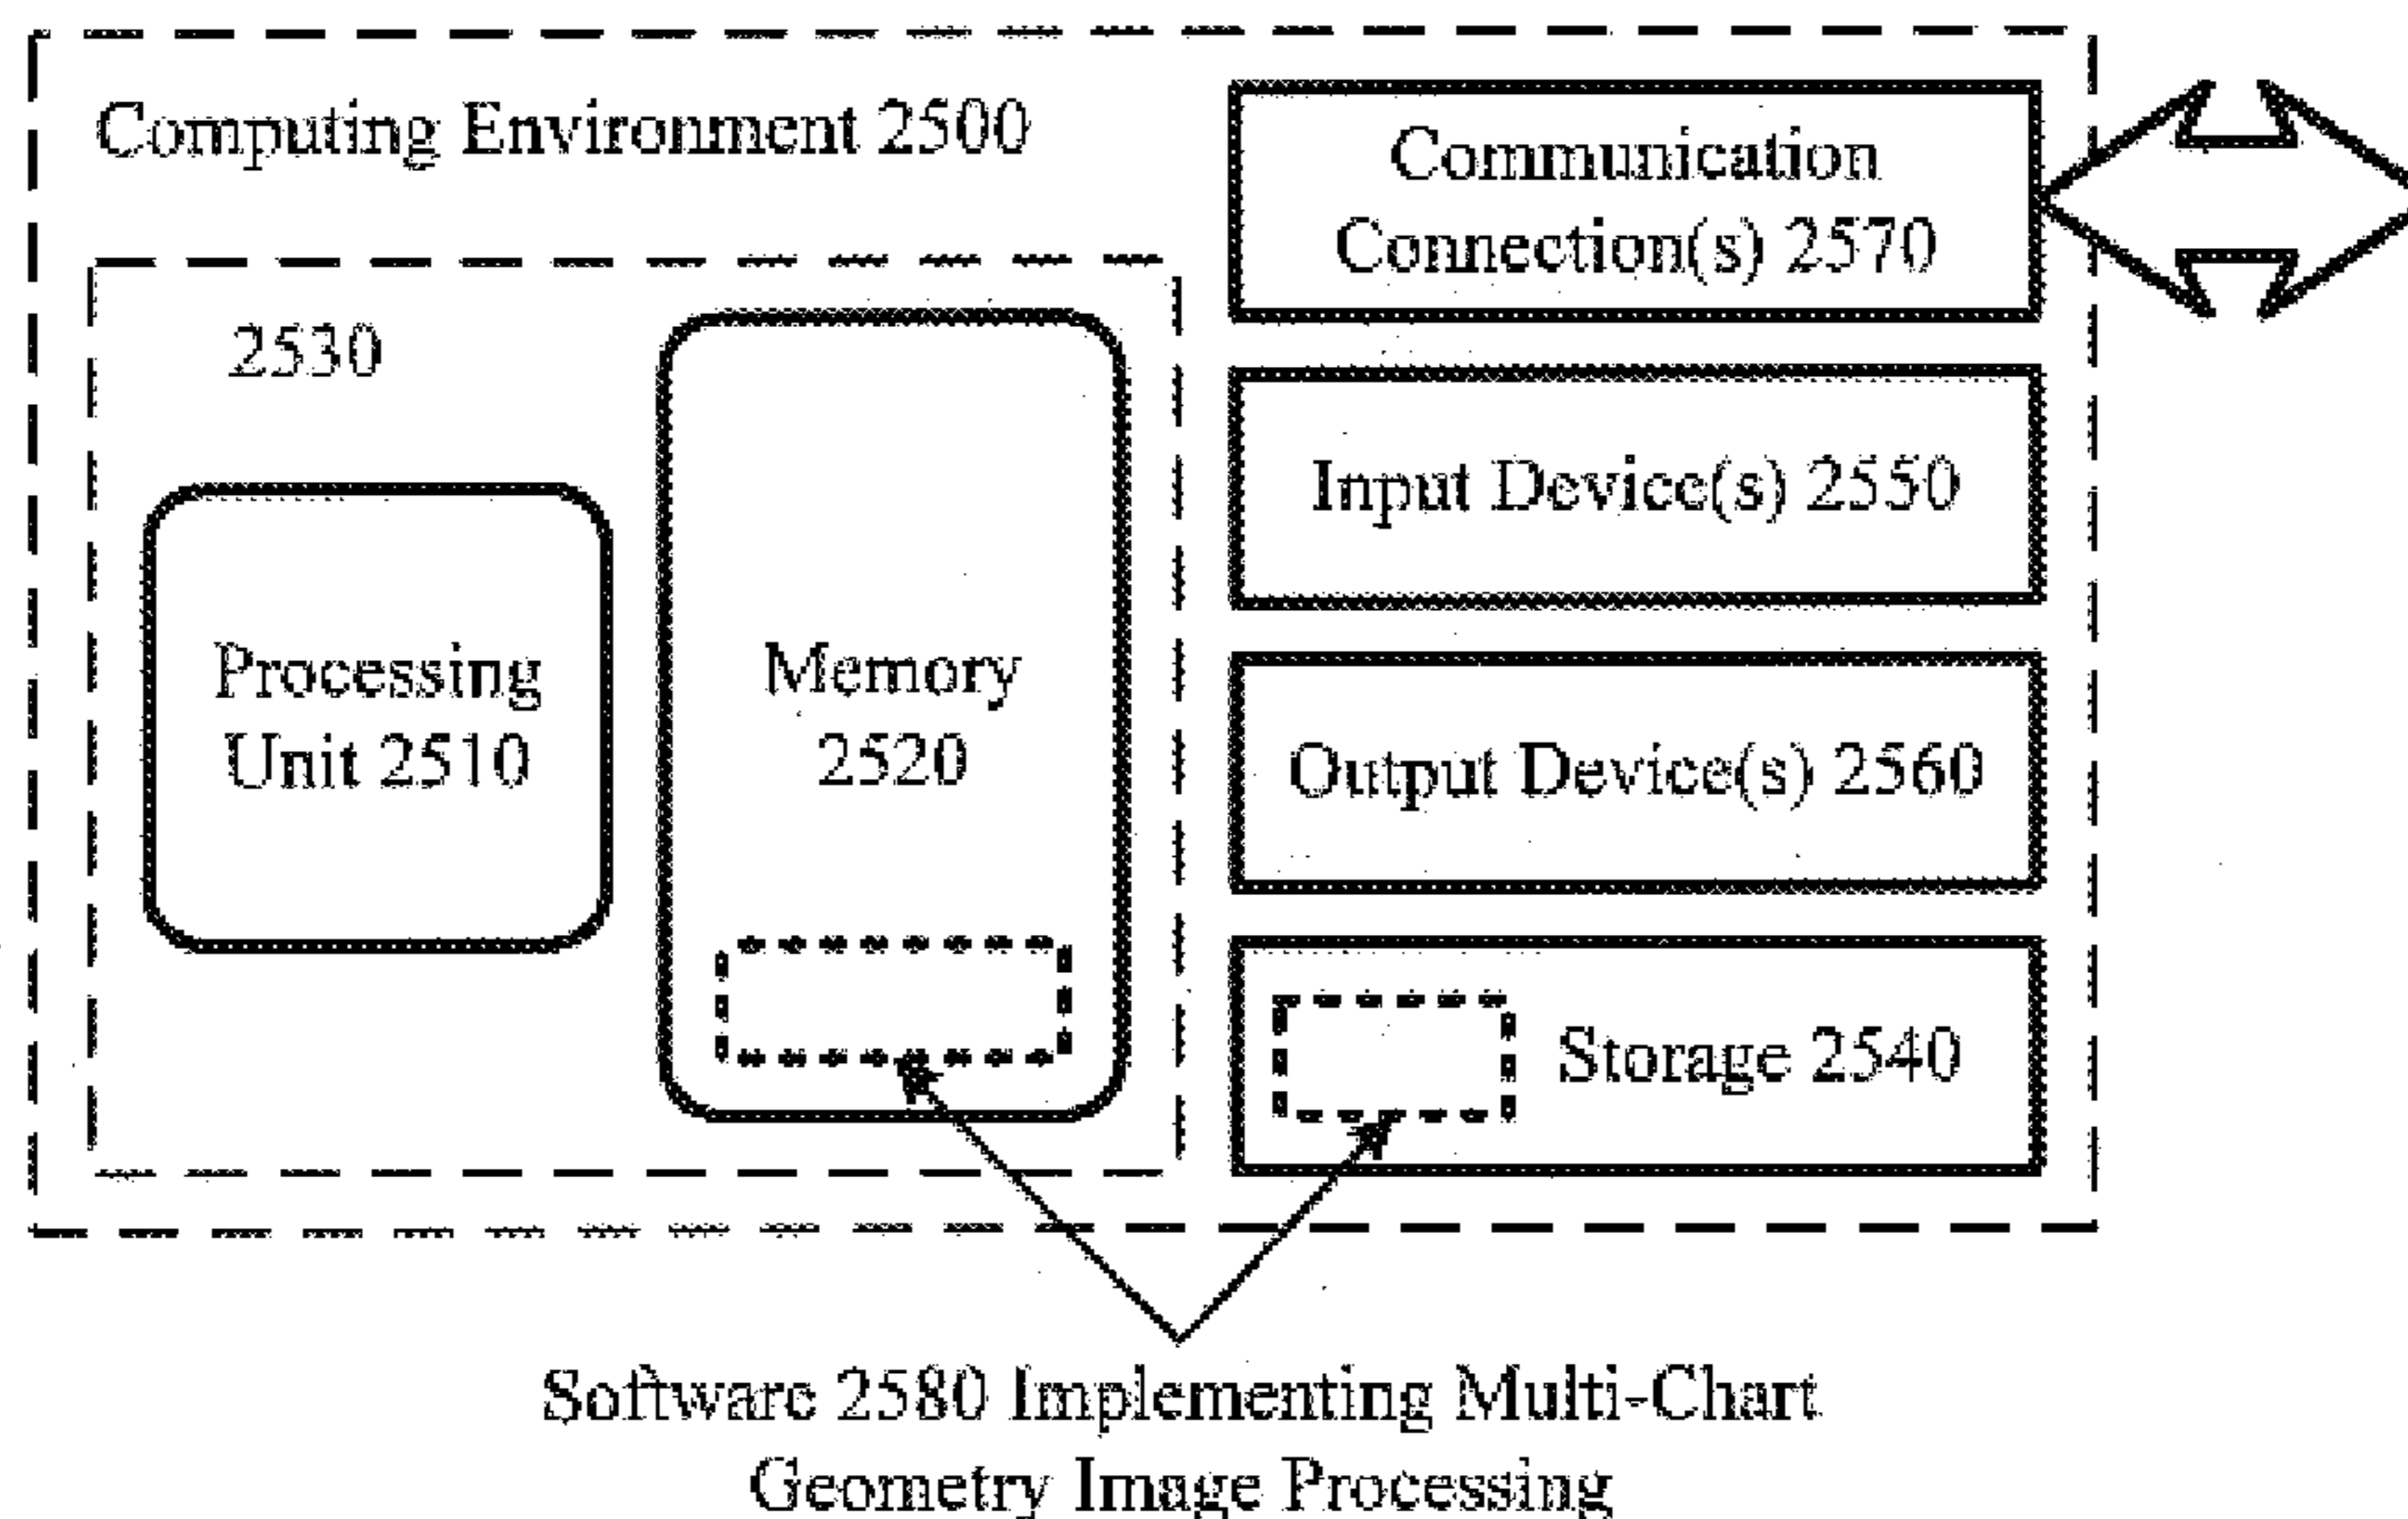 Computing Environment 2500
Communication
Connection(s) 2570
2530
Input Device(s) 2550
Processing
Unit 2510
Memory
2520
Output Device(s) 2560
Storage 2540
Software 2580 Implementing Multi-Chart
Geometry Image Processing